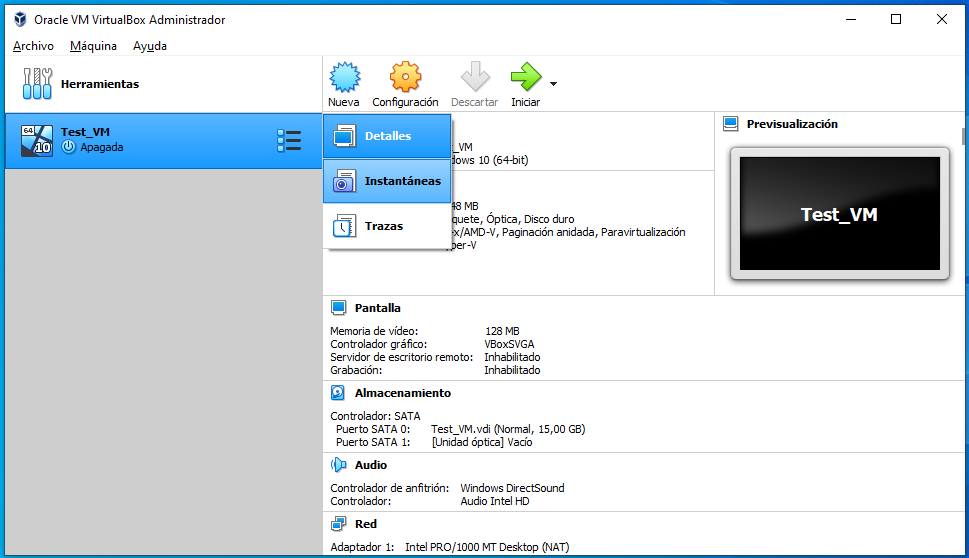 Oracle VM VirtualBox Administrador
Archivo Máquina Ayuda
Herramientas
Nueva Configuración Descartar Iniciar
64
10
Test_VM
Apagada
Detalles
Instantáneas
Trazas
_VM
dows 10 (64-bit)
48 MB
quete, Óptica, Disco duro
-x/AMD-V, Paginación anidada, Paravirtualización
per-V
Previsualización
Test_VM
Pantalla
Memoria de vídeo: 128 MB
Controlador gráfico: VBoxSVGA
Servidor de escritorio remoto: Inhabilitado
Grabación: Inhabilitado
Almacenamiento
Controlador: SATA
Puerto SATA 0: Test_VM.vdi (Normal, 15,00 GB)
Puerto SATA 1: [Unidad óptica] Vacío
Audio
Controlador de anfitrión: Windows DirectSound
Controlador: Audio Intel HD
Red
Adaptador 1: Intel PRO/1000 MT Desktop (NAT)